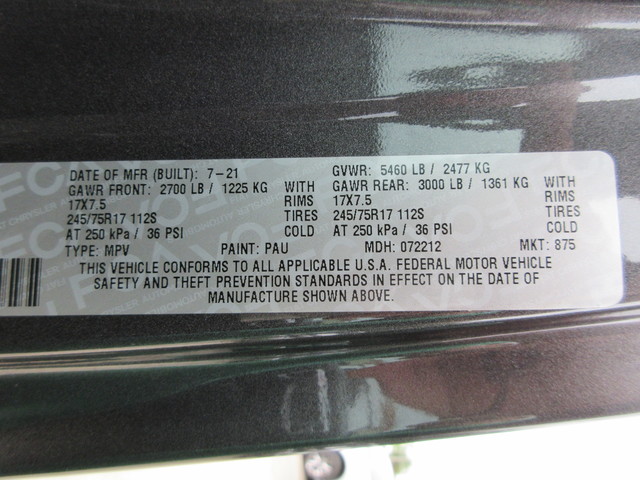 DATE OF MFR (BUILT): 7-21 GVWR: 5460 LB / 2477 KG
GAWR FRONT: 2700 LB / 1225 KG WITH GAWR REAR: 3000 LB / 1361 KG WITH
17X7.5 RIMS 17X7.5 RIMS
245/75R17 112S TIRES 245/75R17 112S TIRES
AT 250 kPa / 36 PSI COLD AT 250 kPa / 36 PSI COLD
TYPE: MPV PAINT: PAU MDH: 072212 MKT: 875
THIS VEHICLE CONFORMS TO ALL APPLICABLE U.S.A. FEDERAL MOTOR VEHICLE
SAFETY AND THEFT PREVENTION STANDARDS IN EFFECT ON THE DATE OF
MANUFACTURE SHOWN ABOVE.